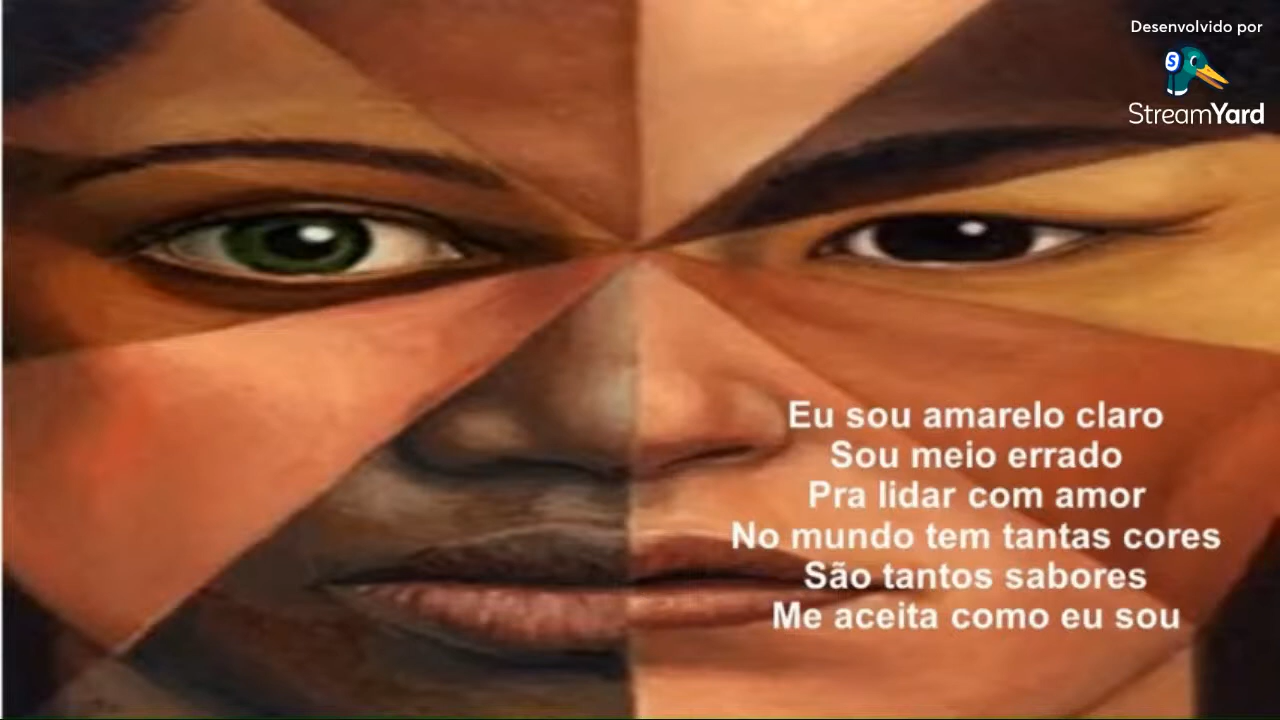 Desenvolvido por
StreamYard
Eu sou amarelo claro
Sou meio errado
Pra lidar com amor
No mundo tem tantas cores
São tantos sabores
Me aceita como eu sou